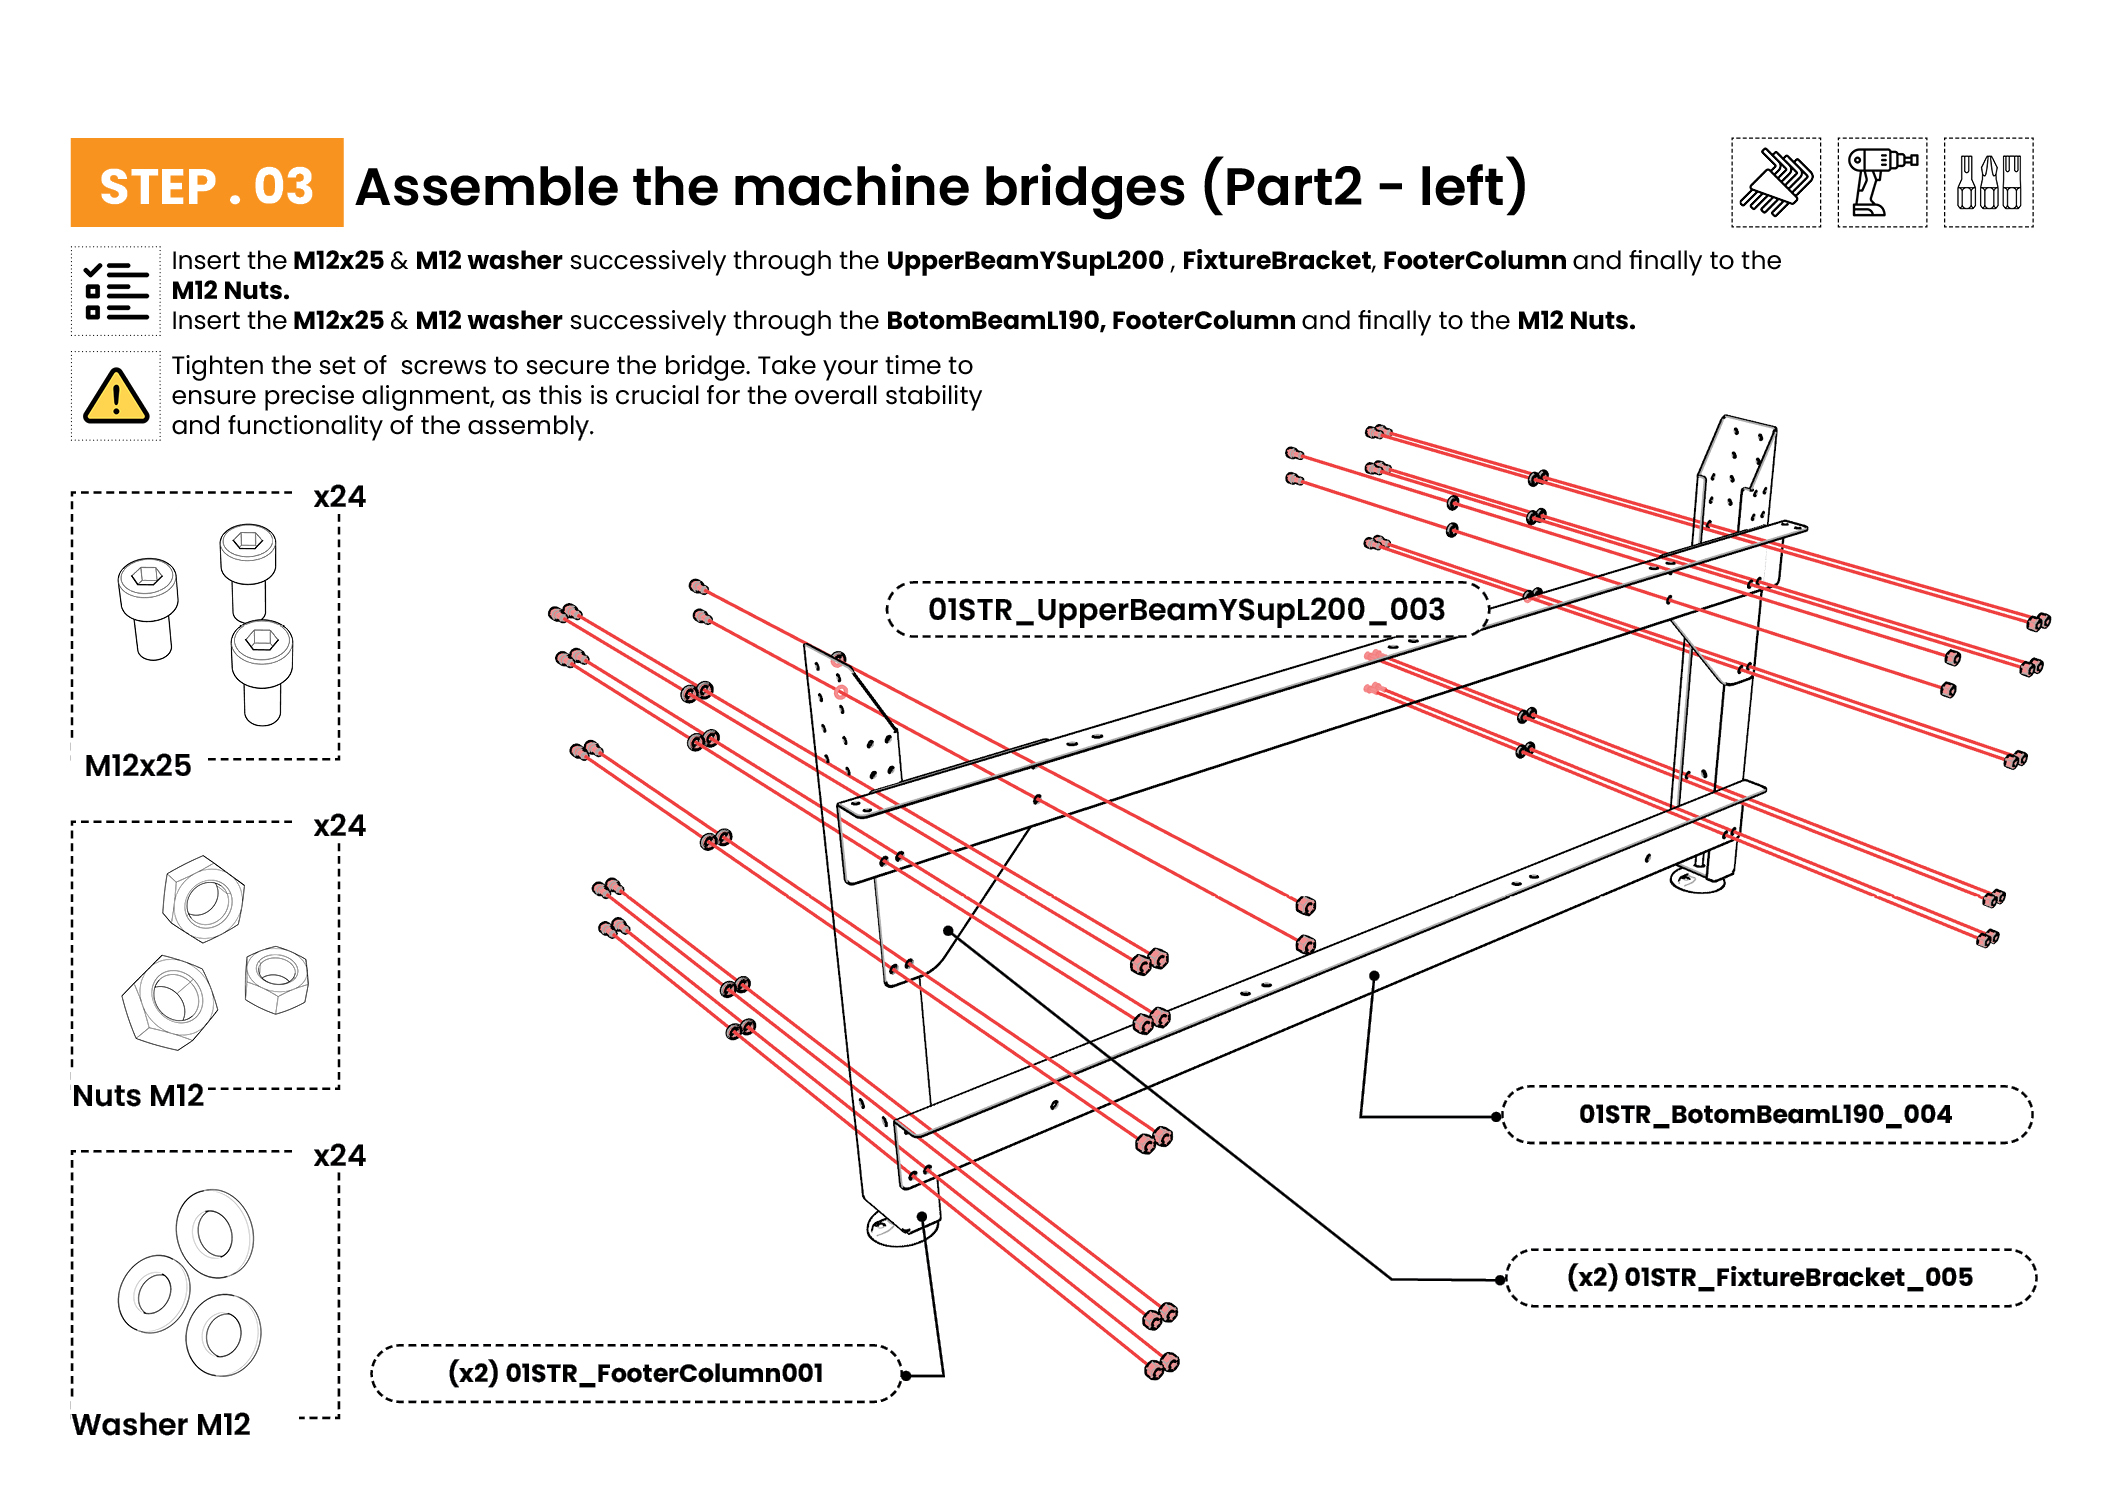 STEP . 03 Assemble the machine bridges (Part2 - left)
Insert the M12x25 & M12 washer successively through the UpperBeamYSupL200 , FixtureBracket, FooterColumn and finally to the
M12 Nuts.
Insert the M12x25 & M12 washer successively through the BotomBeamL190, FooterColumn and finally to the M12 Nuts.
Tighten the set of  screws to secure the bridge. Take your time to
ensure precise alignment, as this is crucial for the overall stability
and functionality of the assembly.
x24
M12x25
x24
Nuts M12
x24
Washer M12
01STR_UpperBeamYSupL200_003
01STR_BotomBeamL190_004
(x2) 01STR_FixtureBracket_005
(x2) 01STR_FooterColumn001